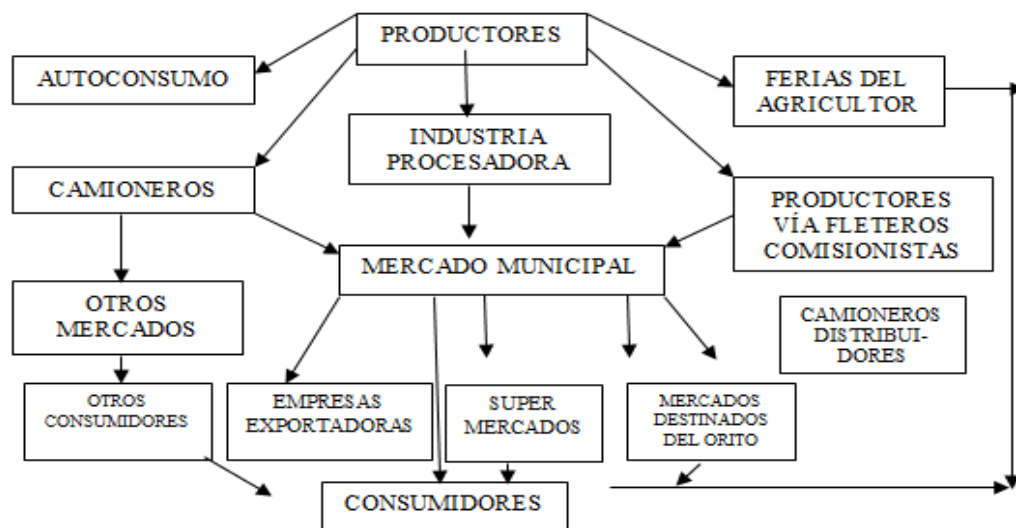 PRODUCTORES
AUTOCONSUMO
FERIAS DEL
AGRICULTOR
INDUSTRIA
PROCESADORA
CAMIONEROS
PRODUCTORES
VÍA FLETEROS
COMISIONISTAS
MERCADO MUNICIPAL
OTROS
MERCADOS
CAMIONEROS
DISTRIBUI-
DORES
OTROS
CONSUMIDORES
EMPRESAS
EXPORTADORAS
SUPER
MERCADOS
MERCADOS
DESTINADOS
DEL ORITO
CONSUMIDORES